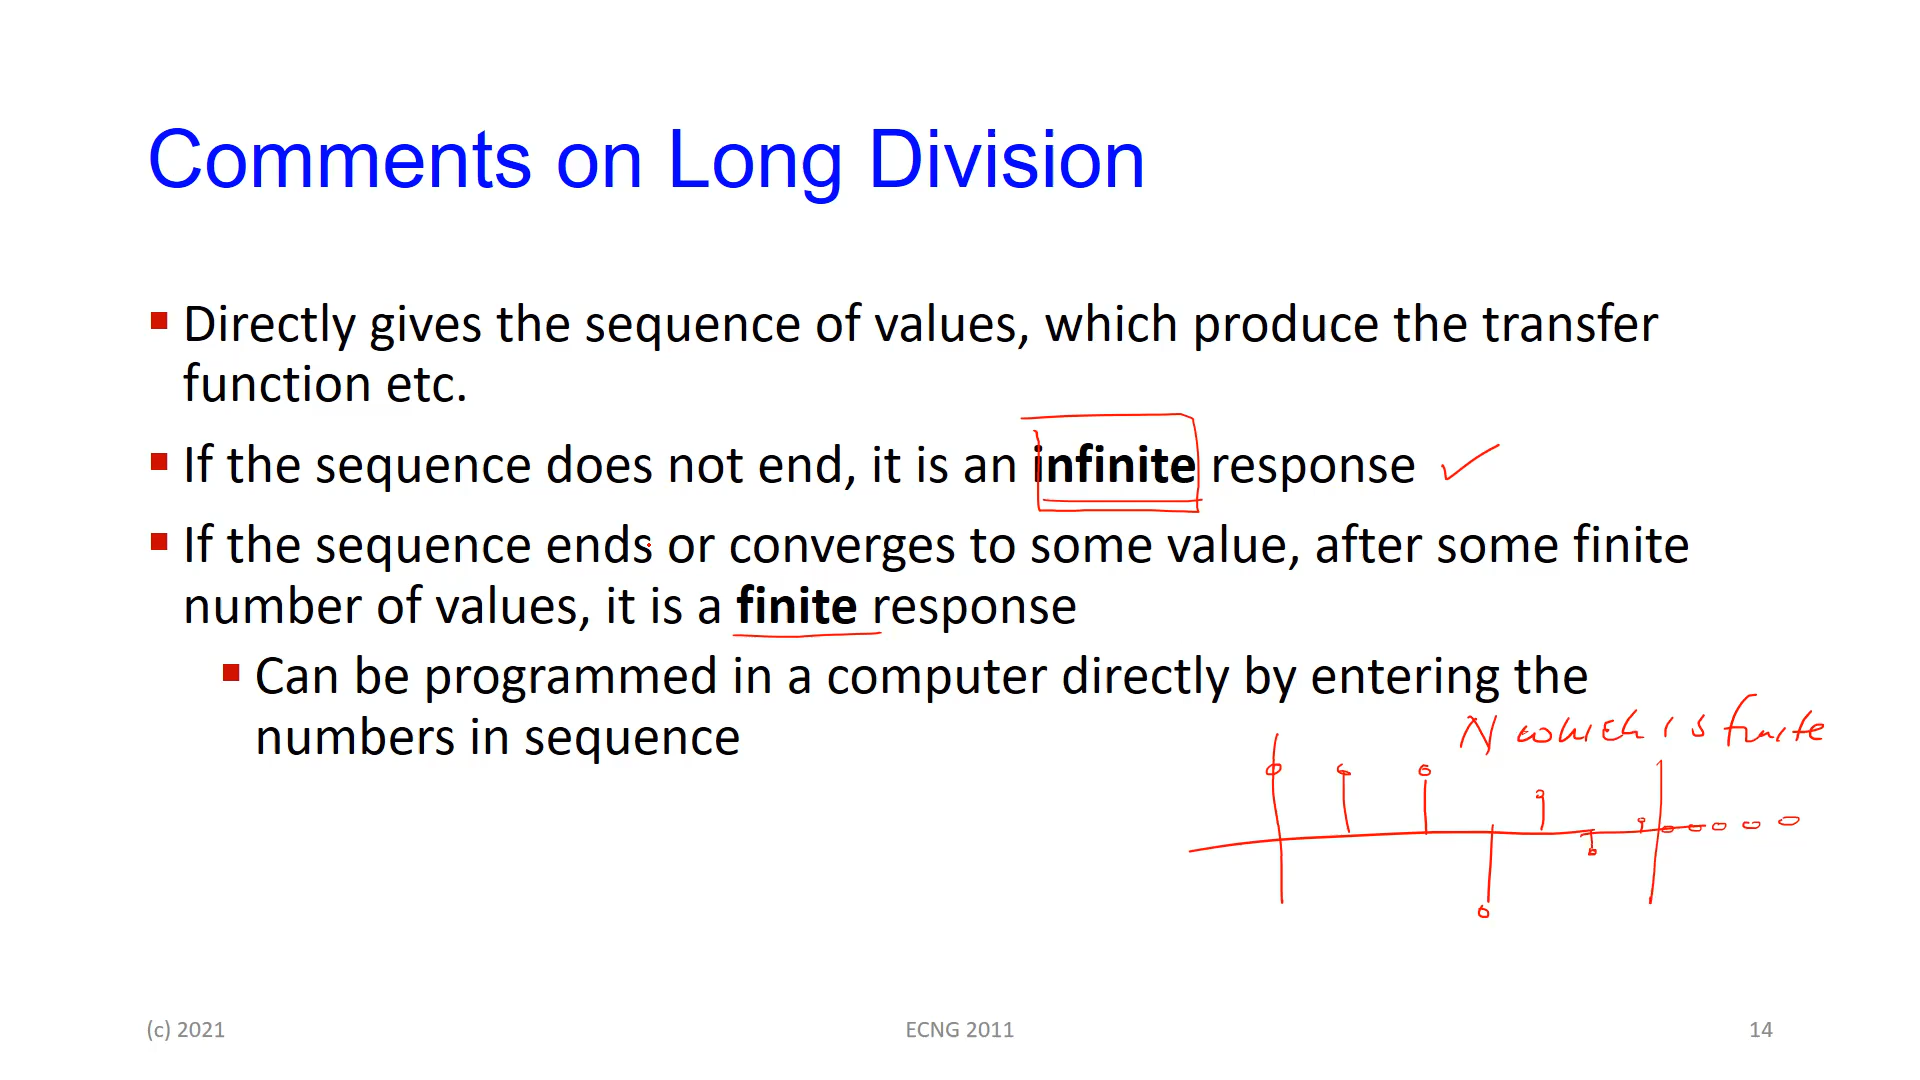 Comments on Long Division
Directly gives the sequence of values, which produce the transfer
function etc.
If the sequence does not end, it is an infinite response
If the sequence ends or converges to some value, after some finite
number of values, it is a finite response
Can be programmed in a computer directly by entering the
numbers in sequence
N which is finite
(c) 2021
ECNG 2011
14